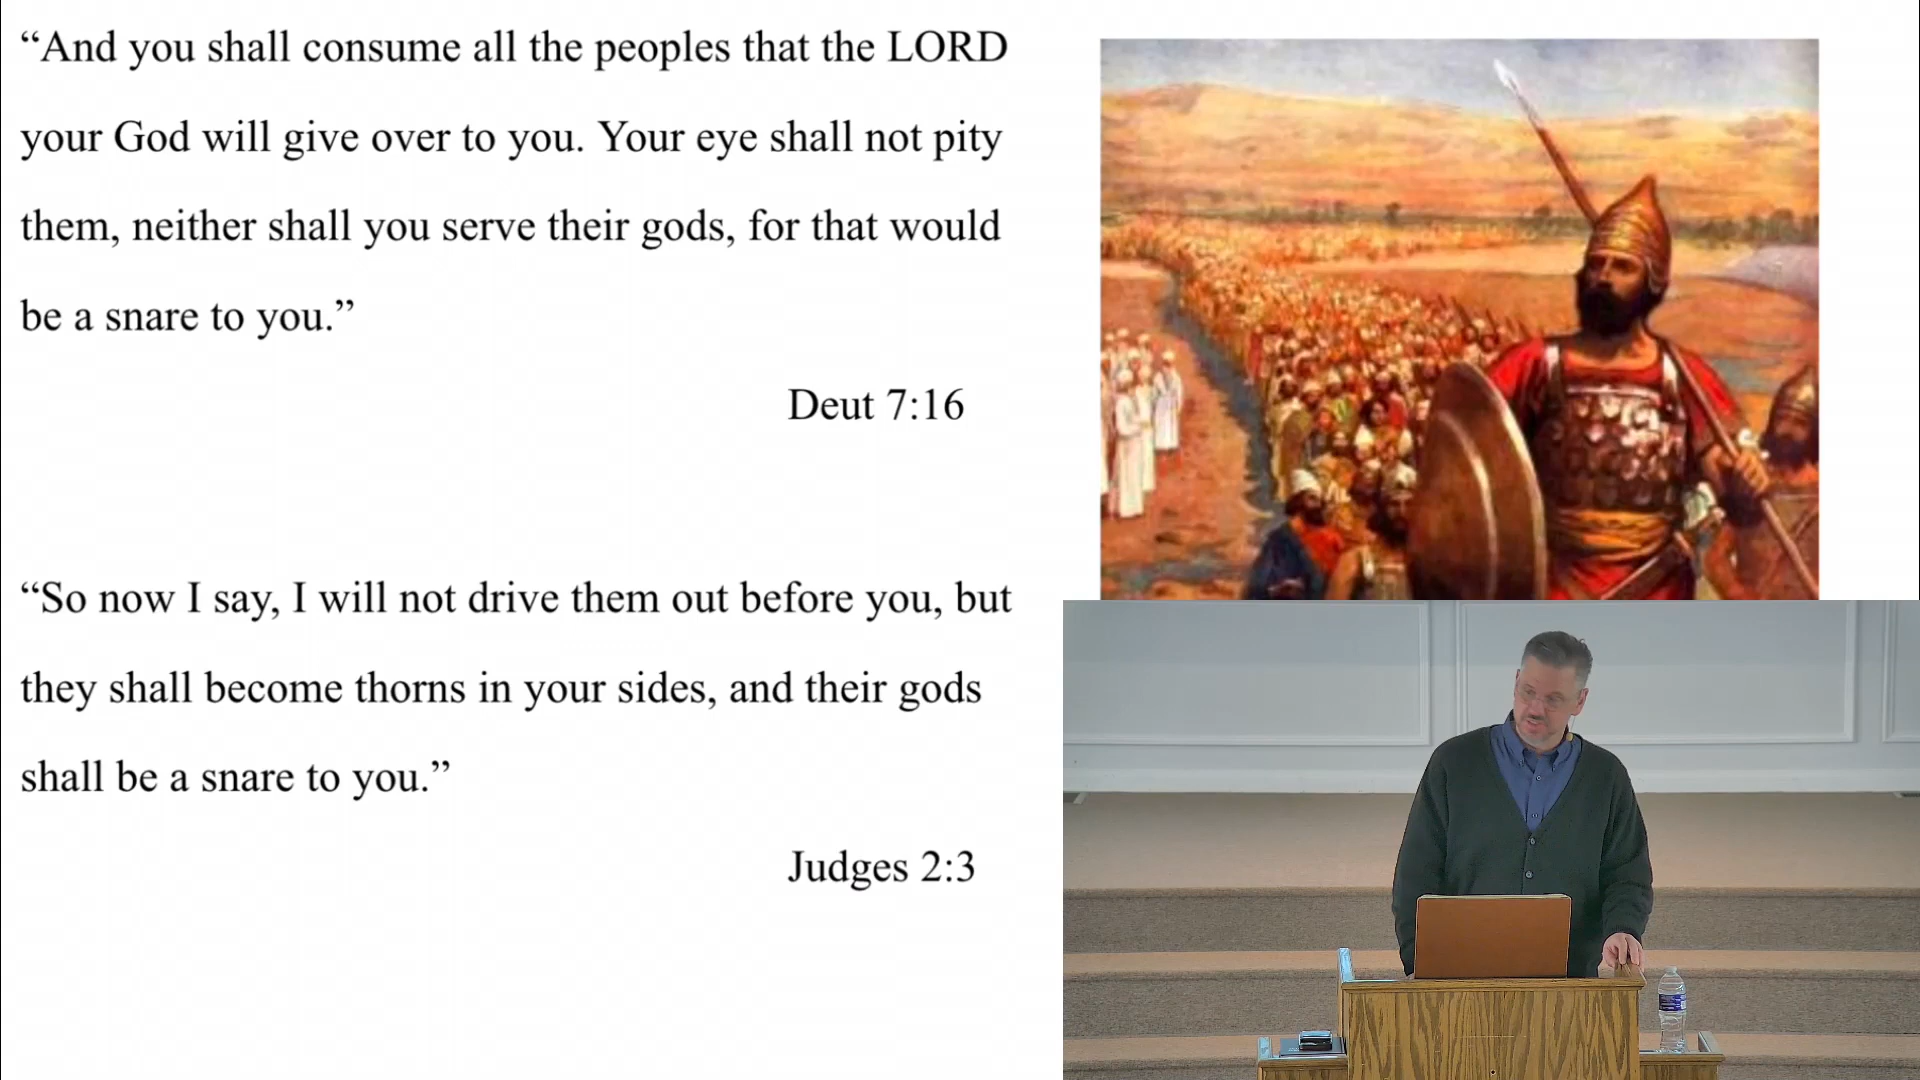 “And you shall consume all the peoples that the LORD
your God will give over to you. Your eye shall not pity
them, neither shall you serve their gods, for that would
be a snare to you.”
Deut 7:16
“So now I say, I will not drive them out before you, but
they shall become thorns in your sides, and their gods
shall be a snare to you.”
Judges 2:3